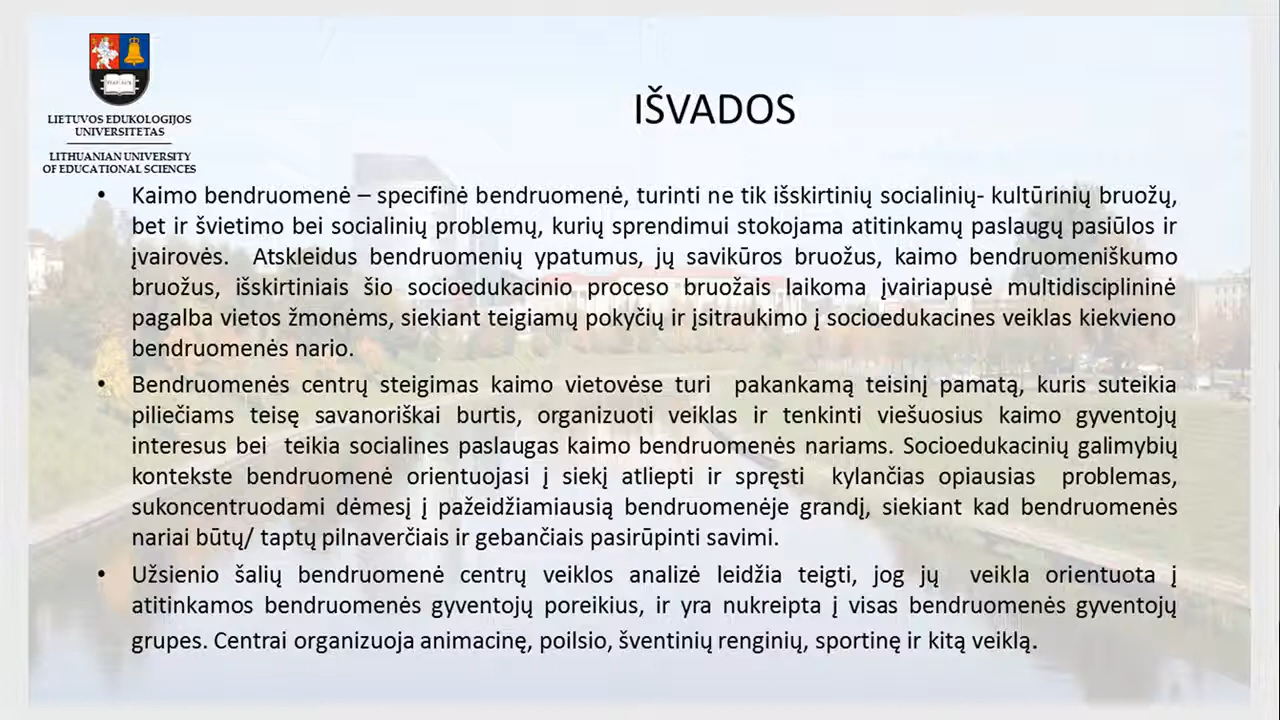 LIETUVOS EDUKOLOGIJOS
UNIVERSITETAS
LITHUANIAN UNIVERSITY
OF EDUCATIONAL SCIENCES
IŠVADOS
• Kaimo bendruomenė – specifinė bendruomenė, turinti ne tik išskirtinių socialinių- kultūrinių bruožų,
bet ir švietimo bei socialinių problemų, kurių sprendimui stokojama atitinkamų paslaugų pasiūlos ir
įvairovės. Atskleidus bendruomenių ypatumus, jų savikūros bruožus, kaimo bendruomeniškumo
bruožus, išskirtiniais šio socioedukacinio proceso bruožais laikoma įvairiapusė multidisciplininė
pagalba vietos žmonėms, siekiant teigiamų pokyčių ir įsitraukimo į socioedukacines veiklas kiekvieno
bendruomenės nario.
• Bendruomenės centrų steigimas kaimo vietovėse turi pakankamą teisinį pamatą, kuris suteikia
piliečiams teisę savanoriškai burtis, organizuoti veiklas ir tenkinti viešuosius kaimo gyventojų
interesus bei teikia socialines paslaugas kaimo bendruomenės nariams. Socioedukacinių galimybių
kontekste bendruomenė orientuojasi į siekį atliepti ir spręsti kylančias opiausias problemas,
sukoncentruodami dėmesį į pažeidžiamiausią bendruomenėje grandį, siekiant kad bendruomenės
nariai būtų/ taptų pilnaverčiais ir gebančiais pasirūpinti savimi.
• Užsienio šalių bendruomenė centrų veiklos analizė leidžia teigti, jog jų veikla orientuota į
atitinkamos bendruomenės gyventojų poreikius, ir yra nukreipta į visas bendruomenės gyventojų
grupes. Centrai organizuoja animacinę, poilsio, šventinių renginių, sportinę ir kitą veiklą.